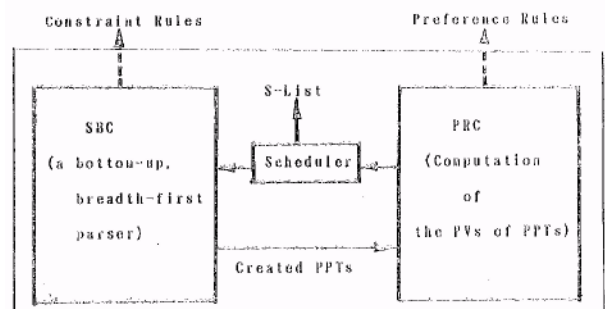 Constraint Rules
Preference Rules
S-List
SBC
(a bottom-up,
breadth-first
parser)
Scheduler
PRC
(Computation
of
the PVs of PPTs)
Created PPTs